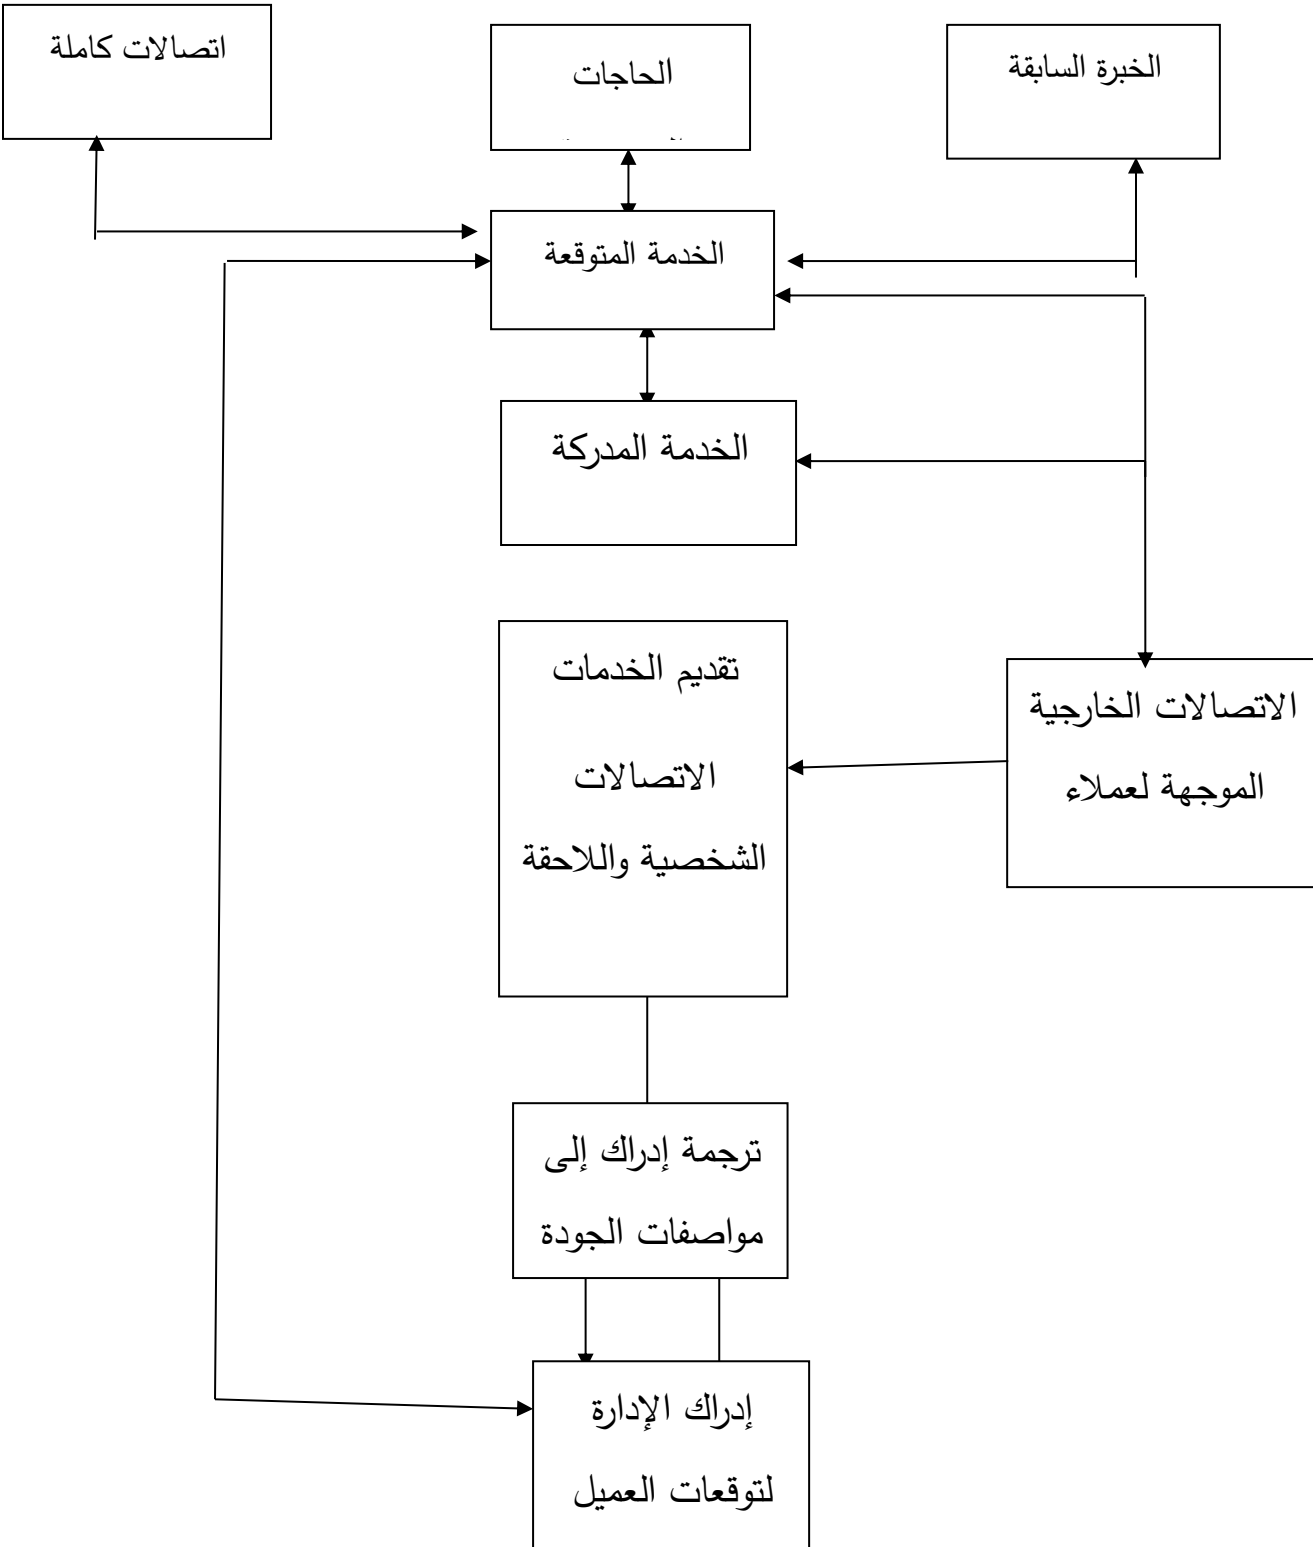 الخبرة السابقة
الحاجات
اتصالات كاملة
الخدمة المتوقعة
الخدمة المدركة
تقديم الخدمات
الاتصالات
الشخصية واللاحقة
الاتصالات الخارجية
الموجهة لعملاء
ترجمة إدراك إلى
مواصفات الجودة
إدراك الإدارة
لتوقعات العميل